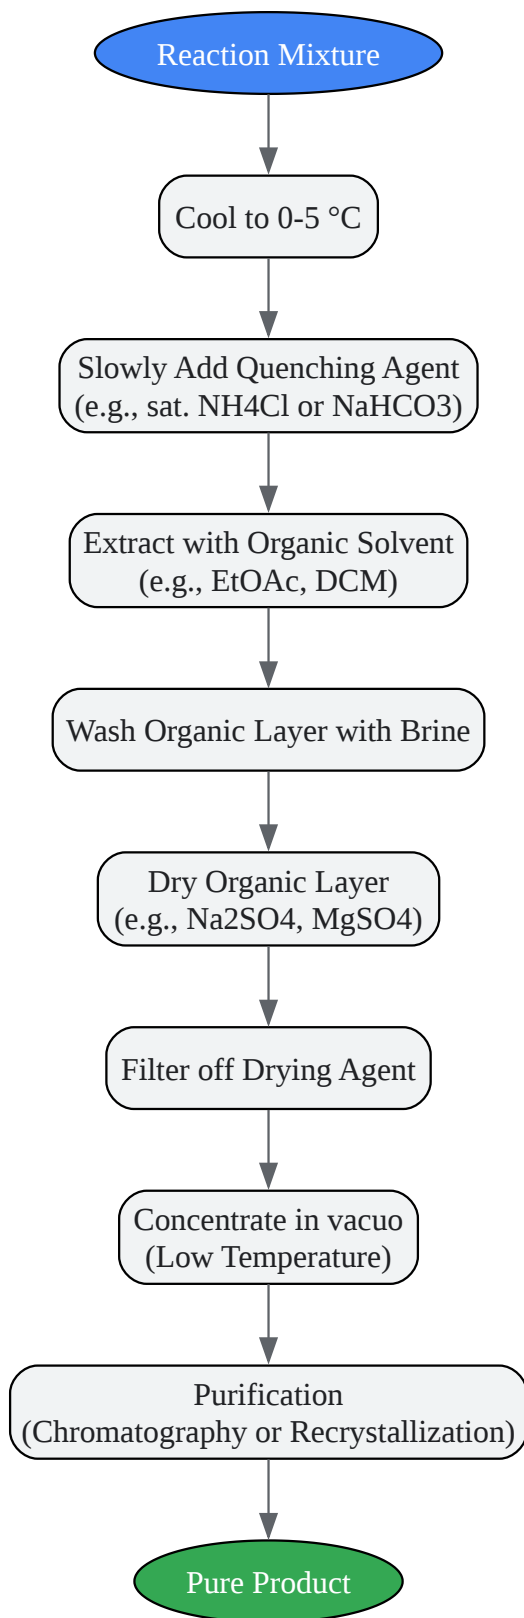 Reaction Mixture
Cool to 0-5 °C
Slowly Add Quenching Agent
(e.g., sat. NH4Cl or NaHCO3)
Extract with Organic Solvent
(e.g., EtOAc, DCM)
Wash Organic Layer with Brine
Dry Organic Layer
(e.g., Na2SO4, MgSO4)
Filter off Drying Agent
Concentrate in vacuo
(Low Temperature)
Purification
(Chromatography or Recrystallization)
Pure Product